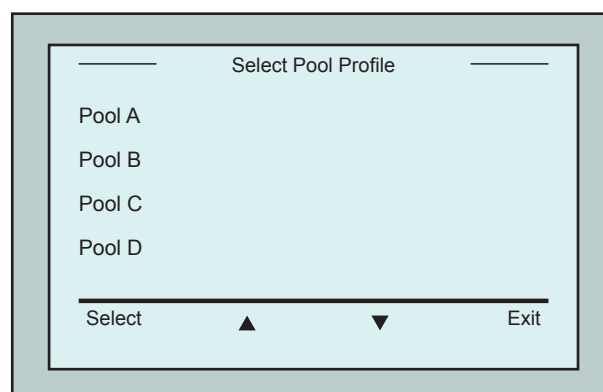 Select Pool Profile
Pool A
Pool B
Pool C
Pool D
Select ▲ ▼ Exit